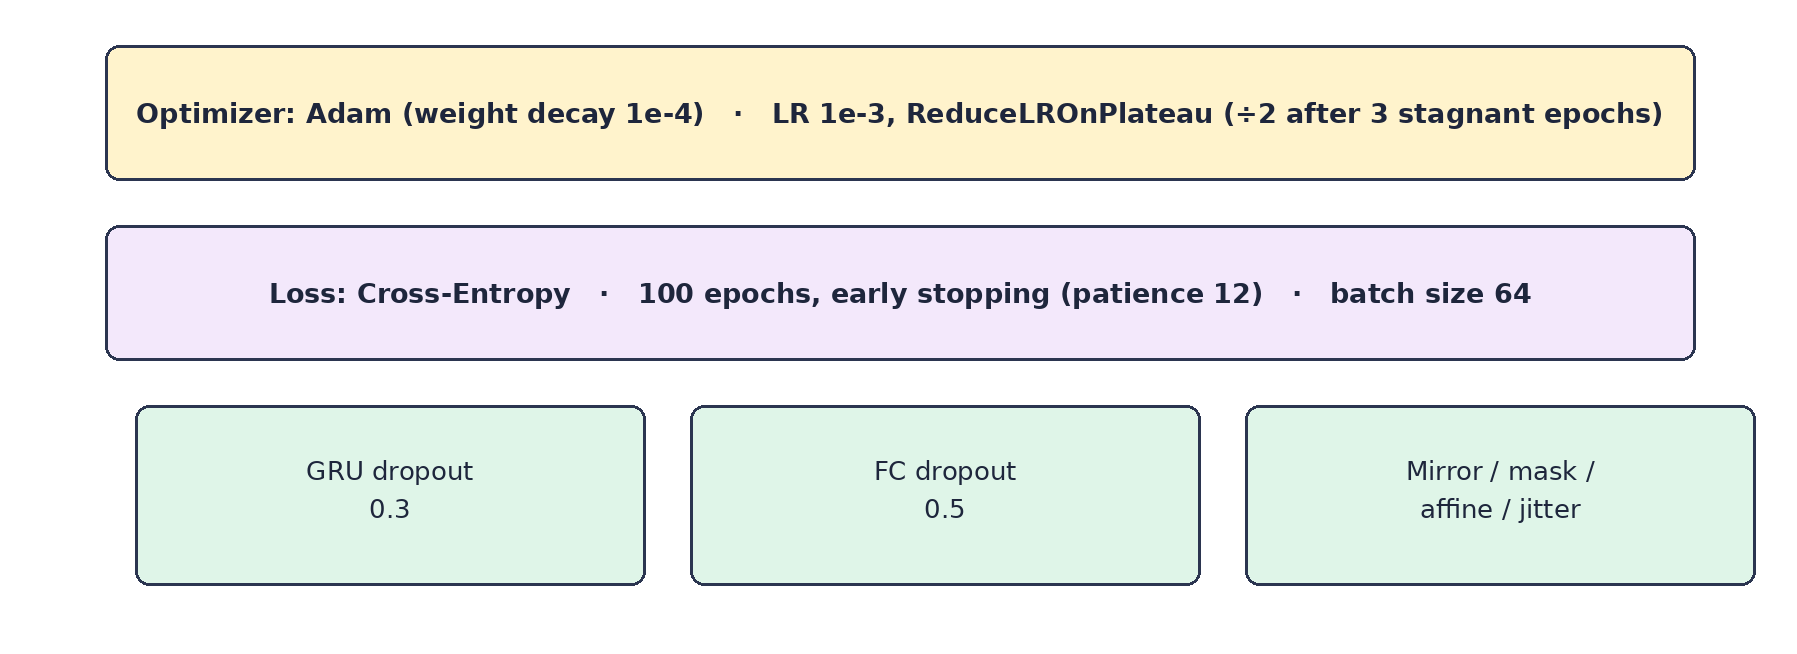 Optimizer: Adam (weight decay 1e-4) · LR 1e-3, ReduceLROnPlateau (÷2 after 3 stagnant epochs)
Loss: Cross-Entropy · 100 epochs, early stopping (patience 12) · batch size 64
GRU dropout
0.3
FC dropout
0.5
Mirror / mask /
affine / jitter